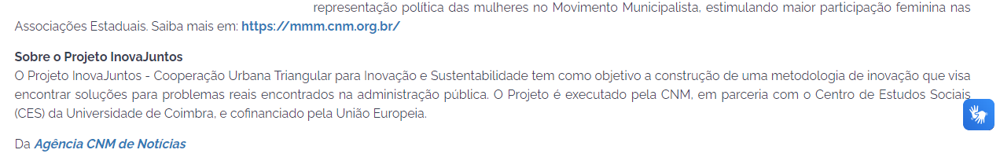 representação política das mulheres no Movimento Municipalista, estimulando maior participação feminina nas
Associações Estaduais. Saiba mais em: https://mmm.cnm.org.br/
Sobre o Projeto InovaJuntos
O Projeto InovaJuntos - Cooperação Urbana Triangular para Inovação e Sustentabilidade tem como objetivo a construção de uma metodologia de inovação que visa
encontrar soluções para problemas reais encontrados na administração pública. O Projeto é executado pela CNM, em parceria com o Centro de Estudos Sociais
(CES) da Universidade de Coimbra, e cofinanciado pela União Europeia.
Da Agência CNM de Notícias